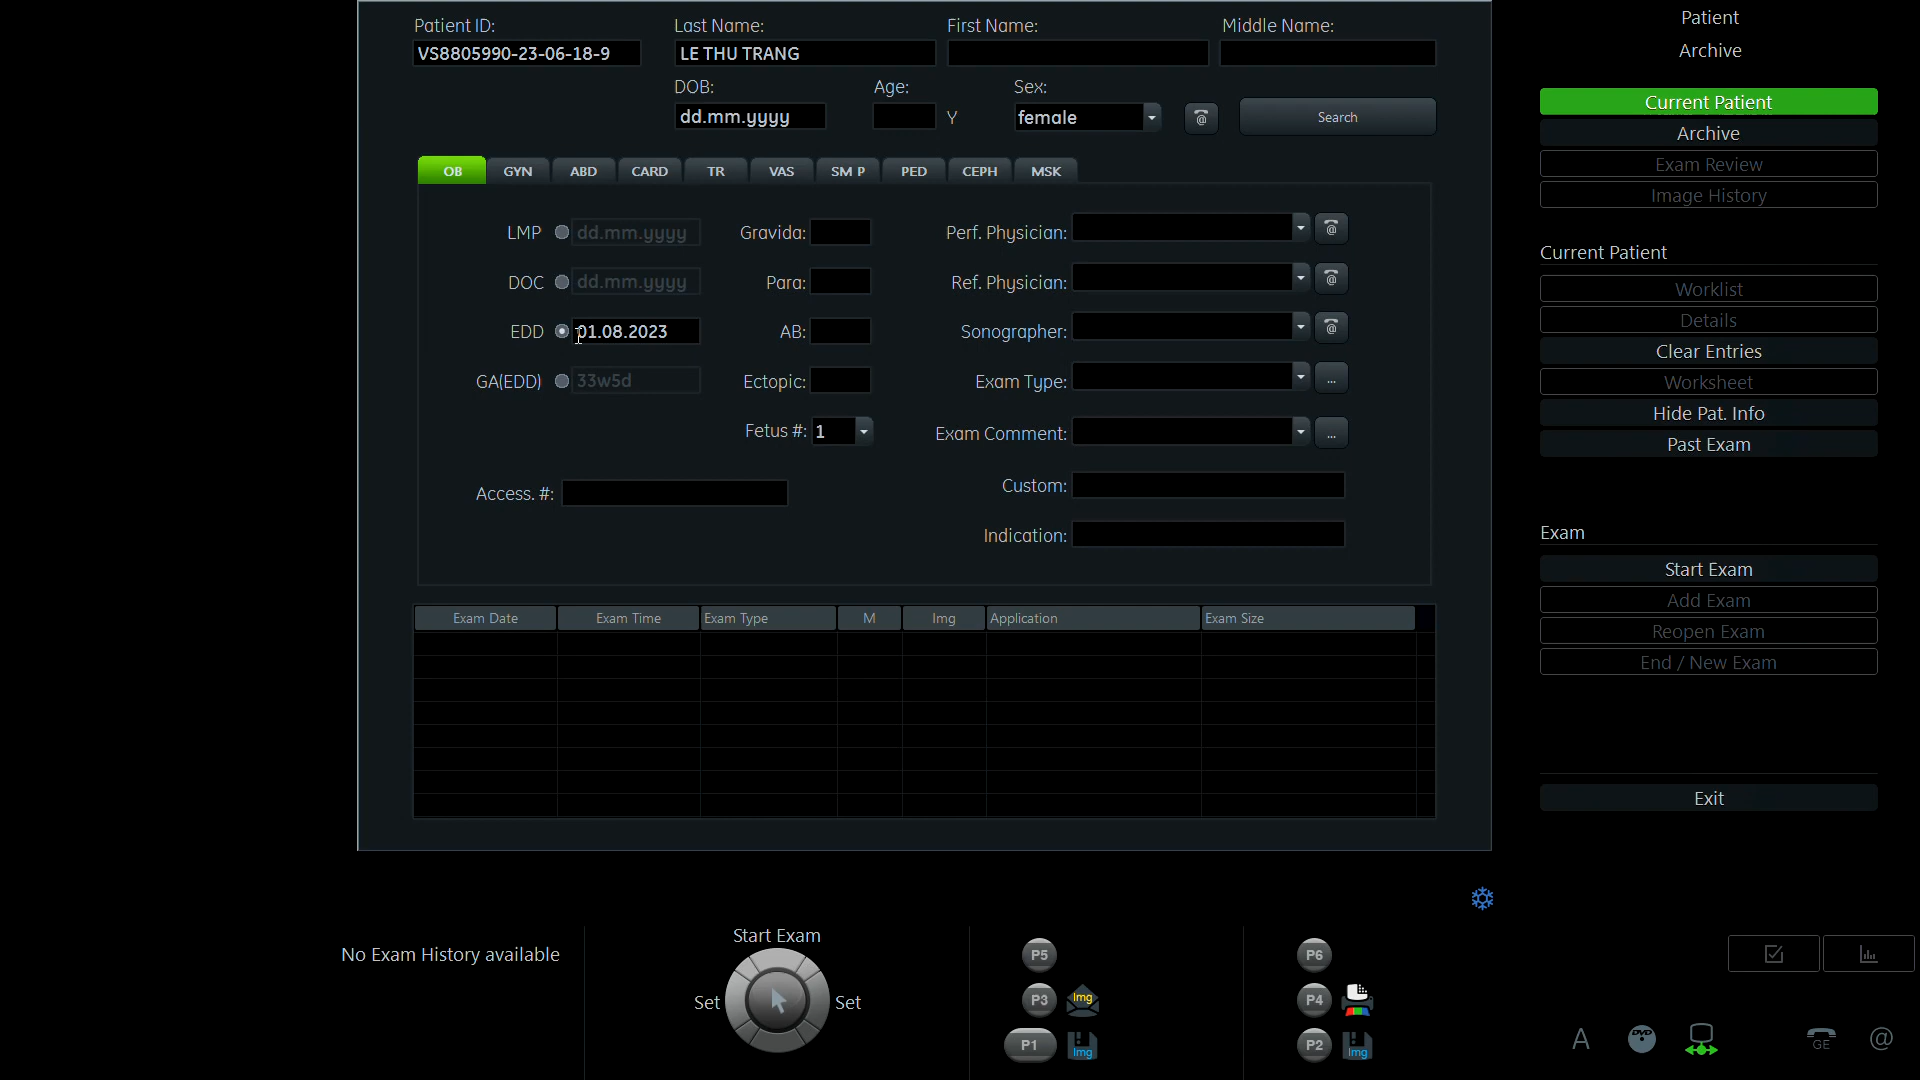 Patient ID: Last Name: First Name: Middle Name:
VS8805990-23-06-18-9 LE THU TRANG
DOB: Age: Sex:
dd.mm.yyyy Y female @ Search
OB GYN ABD CARD TR VAS SM P PED CEPH MSK
LMP dd.mm.yyyy Gravida: Perf. Physician: @
DOC dd.mm.yyyy Para: Ref. Physician: @
EDD 01.08.2023 AB: Sonographer: @
GA(EDD) 33w5d Ectopic: Exam Type: ...
Fetus #: 1 Exam Comment: ...
Access. #: Custom:
Indication:
Exam Date Exam Time Exam Type M Img Application Exam Size
Patient
Archive
Current Patient
Archive
Exam Review
Image History
Current Patient
Worklist
Details
Clear Entries
Worksheet
Hide Pat. Info
Past Exam
Exam
Start Exam
Add Exam
Reopen Exam
End / New Exam
Exit
No Exam History available
Start Exam
Set Set
P5 P6
P3 Img P4
P1 Img P2 Img
A DVD GE @